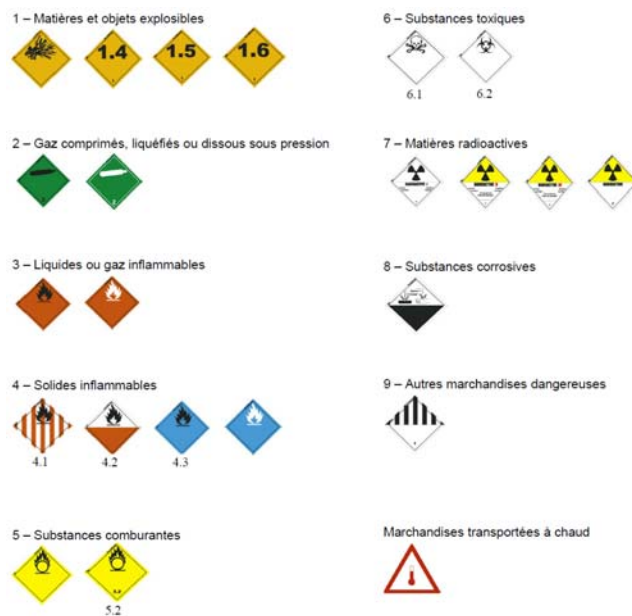 1 – Matières et objets explosibles
1.4
1.5
1.6
2 – Gaz comprimés, liquéfiés ou dissous sous pression
3 – Liquides ou gaz inflammables
4 – Solides inflammables
4.1
4.2
4.3
5 – Substances comburantes
5.2
6 – Substances toxiques
6.1
6.2
7 – Matières radioactives
8 – Substances corrosives
9 – Autres marchandises dangereuses
Marchandises transportées à chaud